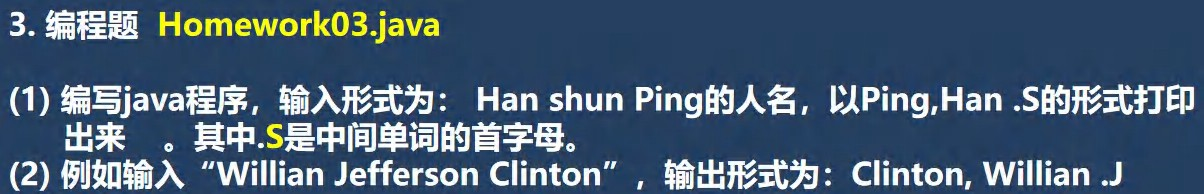 3. 编程题 Homework03.java
(1) 编写java程序，输入形式为： Han shun Ping的人名，以Ping,Han .S的形式打印
出来 。其中.S是中间单词的首字母。
(2) 例如输入“Willian Jefferson Clinton”，输出形式为：Clinton, Willian .J